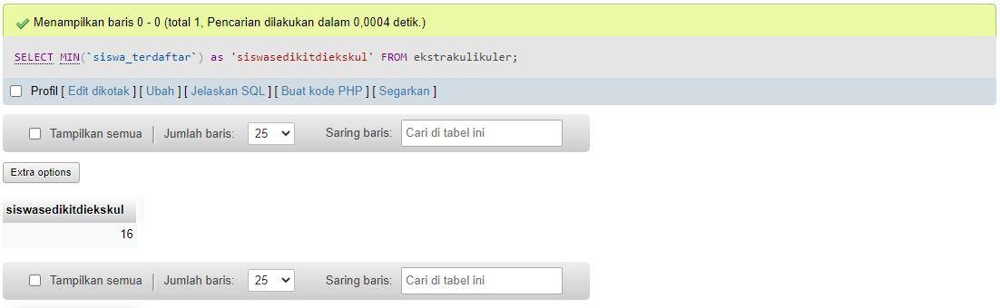 Menampilkan baris 0 - 0 (total 1, Pencarian dilakukan dalam 0,0004 detik.)
SELECT MIN(`siswa_terdaftar`) as 'siswasedikitdiekskul' FROM ekstrakulikuler;
Profil [ Edit dikotak ] [ Ubah ] [ Jelaskan SQL ] [ Buat kode PHP ] [ Segarkan ]
Tampilkan semua Jumlah baris: 25 Saring baris: Cari di tabel ini
Extra options
siswasedikitdiekskul
16
Tampilkan semua Jumlah baris: 25 Saring baris: Cari di tabel ini